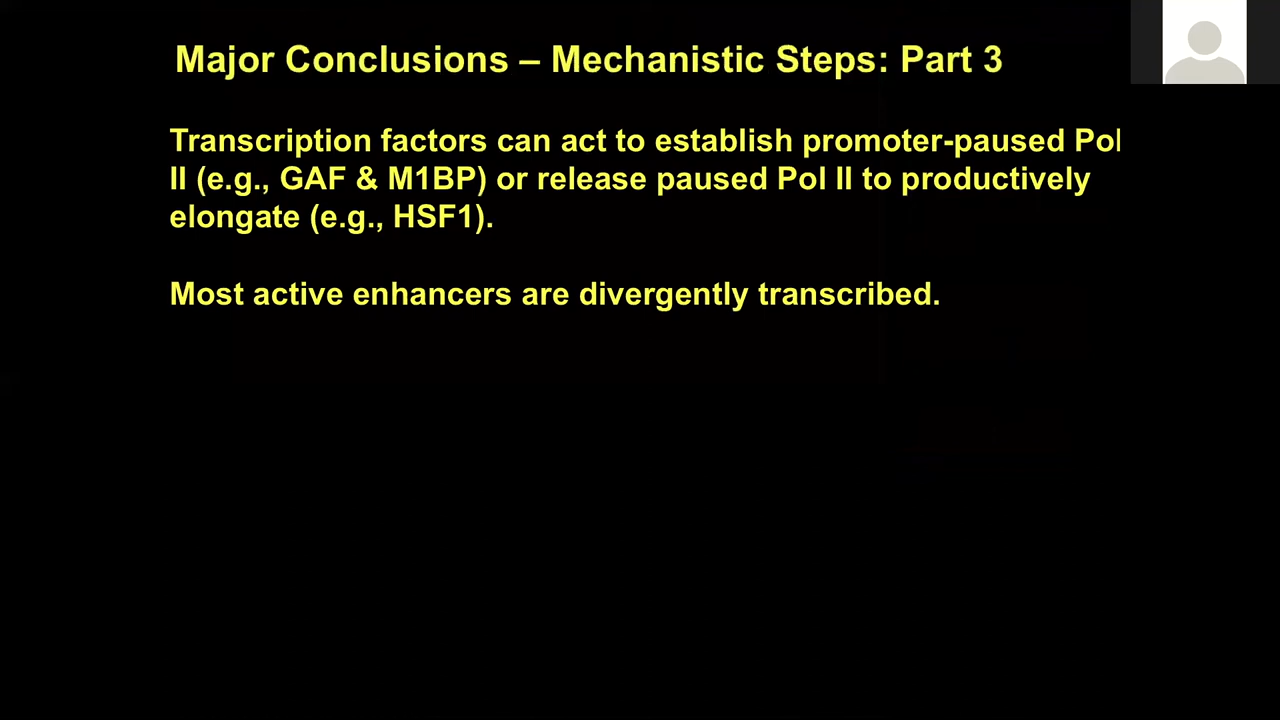 Major Conclusions – Mechanistic Steps: Part 3
Transcription factors can act to establish promoter-paused Pol
II (e.g., GAF & M1BP) or release paused Pol II to productively
elongate (e.g., HSF1).
Most active enhancers are divergently transcribed.